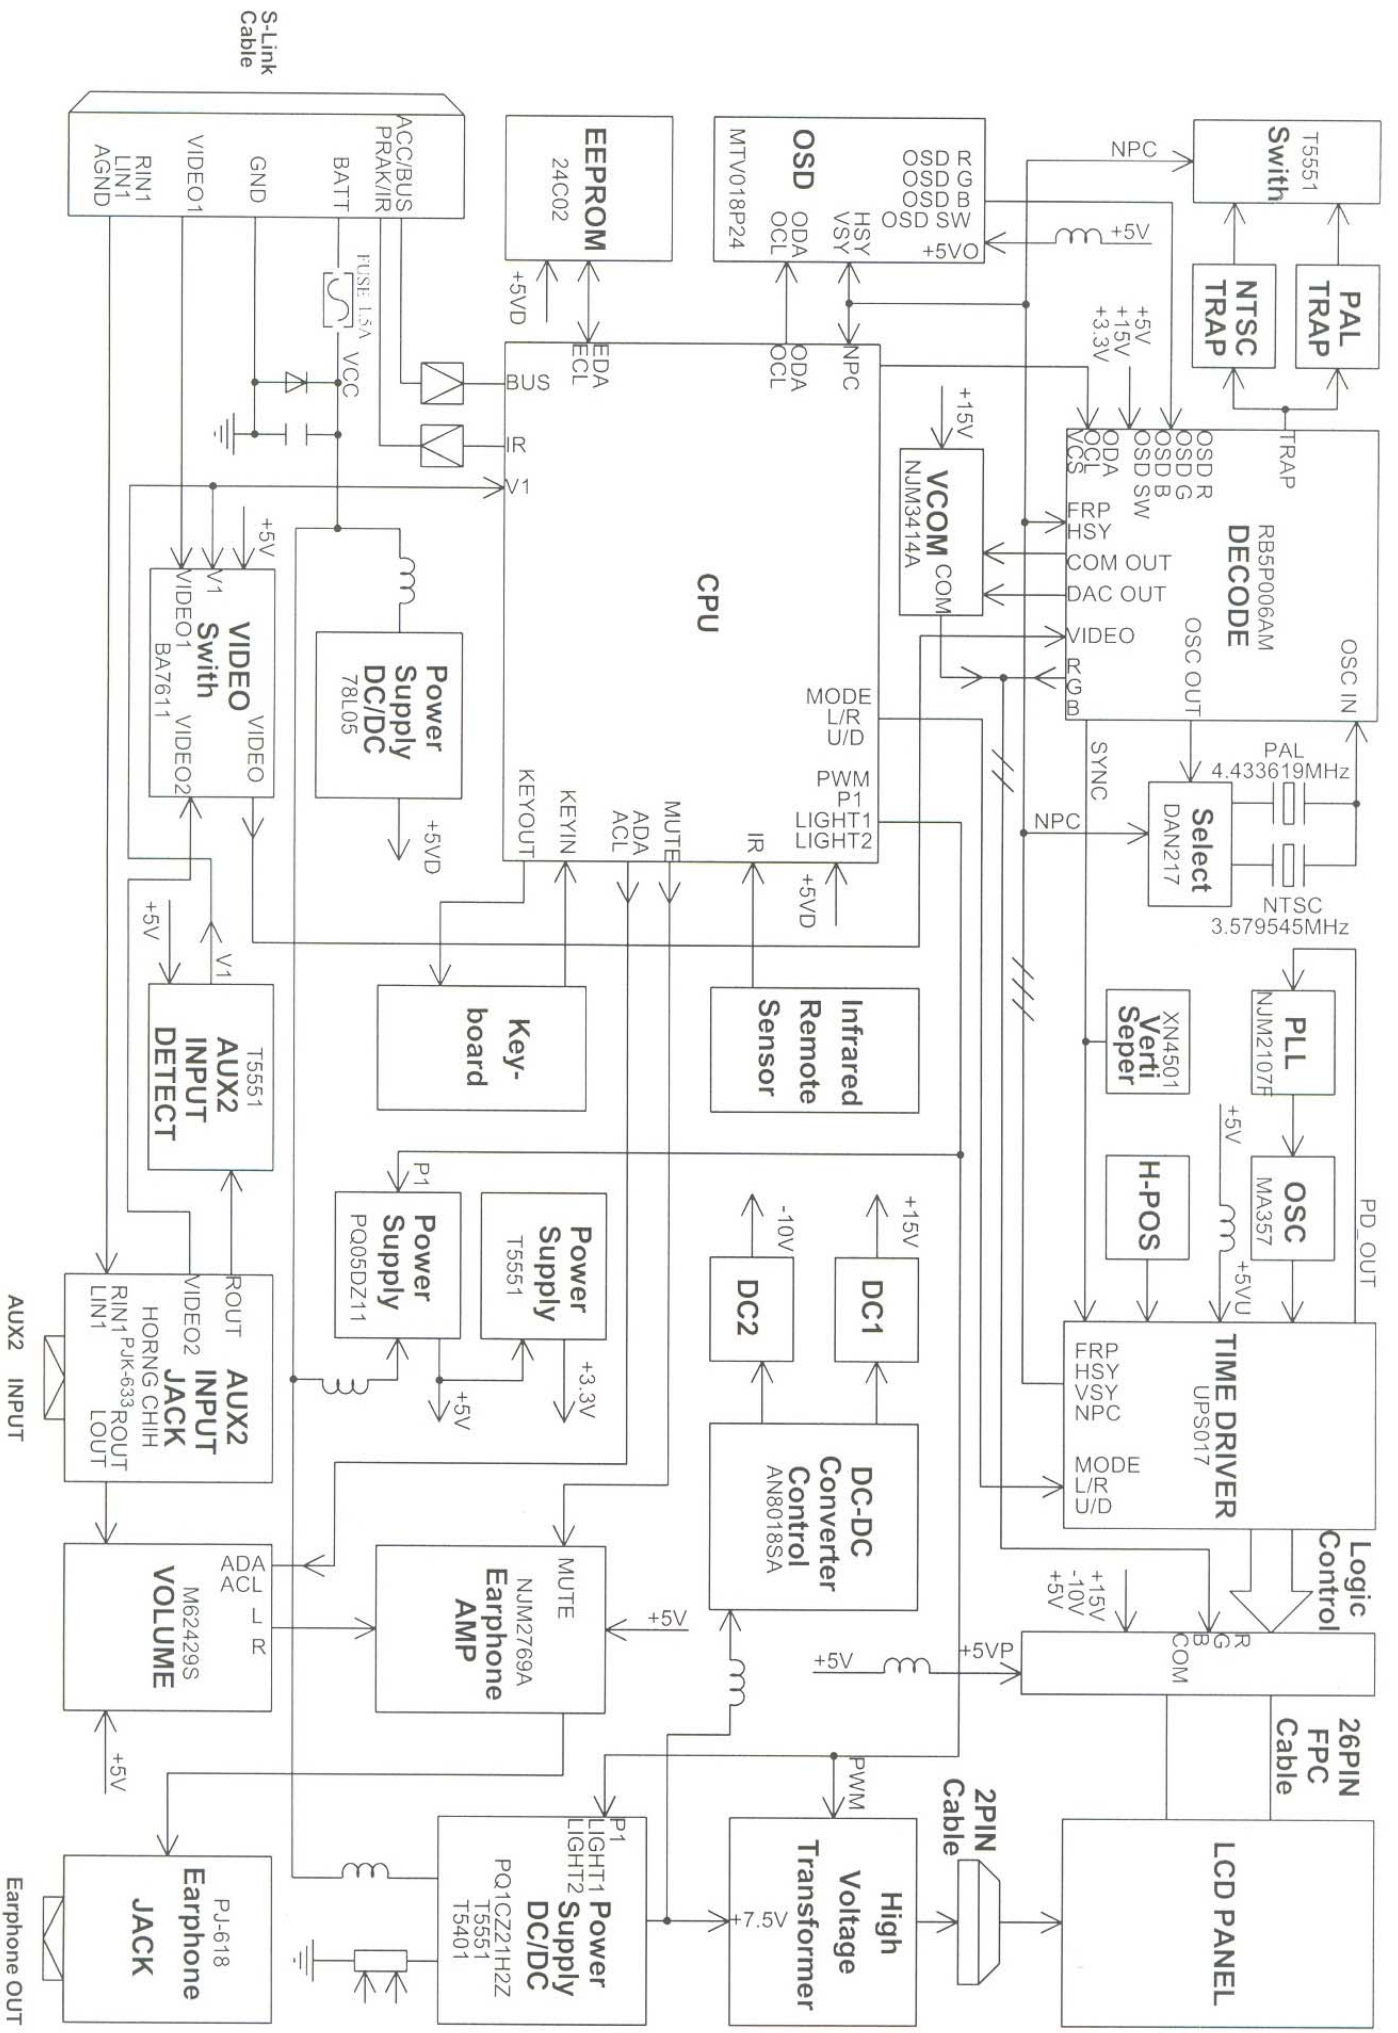 S-Link
Cable
ACC/BUS
PRAK/IR
BATT
GND
VIDEO1
RIN1
LIN1
AGND
FUSE 1.5A
VCC
EEPROM
24C02
+5VD
OSD
MTV018P24
OSD R
OSD G
OSD B
OSD SW
+5VO
HSY
VSY
ODA
OCL
+5V
NPC
T5551
Swith
PAL
TRAP
NTSC
TRAP
+5V
+15V
+3.3V
TRAP
OSD R
OSD G
OSD B
OSD SW
ODA
OCL
VCS
FRP
HSY
COM OUT
DAC OUT
VIDEO
R
G
B
RB5P006AM
DECODE
OSC OUT
OSC IN
+15V
VCOM
NJM3414A
COM
CPU
NPC
ODA
OCL
EDA
ECL
BUS
IR
V1
MODE
L/R
U/D
PWM
P1
LIGHT1
LIGHT2
IR
MUTE
ADA
ACL
KEYIN
KEYOUT
+5VD
Power
Supply
DC/DC
78L05
+5VD
+5V
V1
VIDEO1
VIDEO
Swith
BA7611
VIDEO
VIDEO2
PAL
4.433619MHz
NTSC
3.579545MHz
Select
DAN217
NPC
SYNC
Infrared
Remote
Sensor
Key-
board
+5V
V1
T5551
AUX2
INPUT
DETECT
XN4501
Verti
Seper
PLL
NJM2107F
OSC
MA357
PD_OUT
H-POS
+5V
+5VU
TIME DRIVER
UPS017
FRP
HSY
VSY
NPC
MODE
L/R
U/D
Logic
Control
+15V
DC1
-10V
DC2
DC-DC
Converter
Control
AN8018SA
Power
Supply
T5551
+3.3V
P1
Power
Supply
PQ05DZ11
+5V
ROUT
VIDEO2
RIN1
LIN1
AUX2
INPUT
JACK
HORNG CHIH
PJK-633
ROUT
LOUT
AUX2 INPUT
ADA
ACL
L
R
M62429S
VOLUME
+5V
MUTE
NJM2769A
Earphone
AMP
+5V
+15V
-10V
+5V
R
G
B
COM
+5V
+5VP
26PIN
FPC
Cable
LCD PANEL
2PIN
Cable
PWM
+7.5V
High
Voltage
Transformer
P1
LIGHT1
LIGHT2
Power
Supply
DC/DC
PQ1CZ21H2Z
T5551
T5401
PJ-618
Earphone
JACK
Earphone OUT